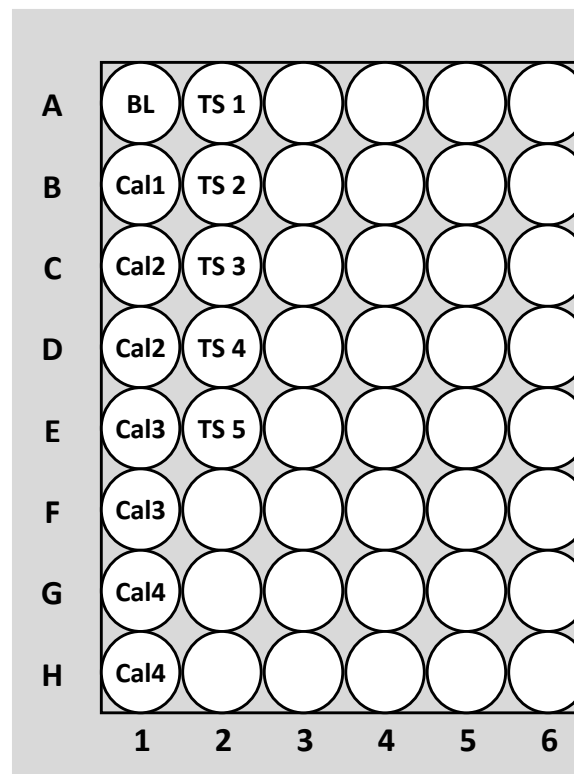 A BL TS 1
B Cal1 TS 2
C Cal2 TS 3
D Cal2 TS 4
E Cal3 TS 5
F Cal3
G Cal4
H Cal4
1 2 3 4 5 6